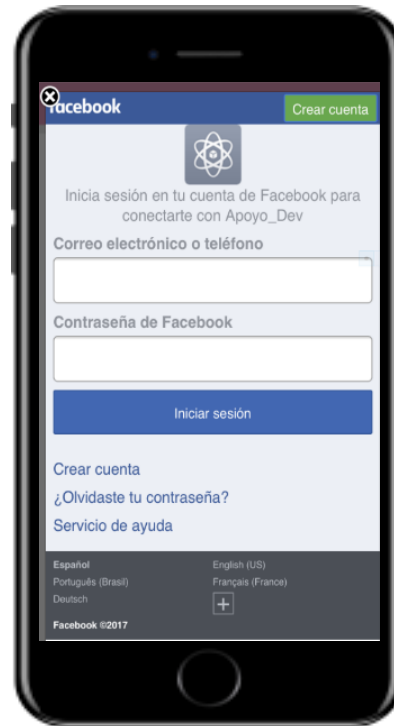 facebook
Crear cuenta
Inicia sesión en tu cuenta de Facebook para
conectarte con Apoyo_Dev
Correo electrónico o teléfono
Contraseña de Facebook
Iniciar sesión
Crear cuenta
¿Olvidaste tu contraseña?
Servicio de ayuda
Español English (US)
Português (Brasil) Français (France)
Deutsch
Facebook ©2017